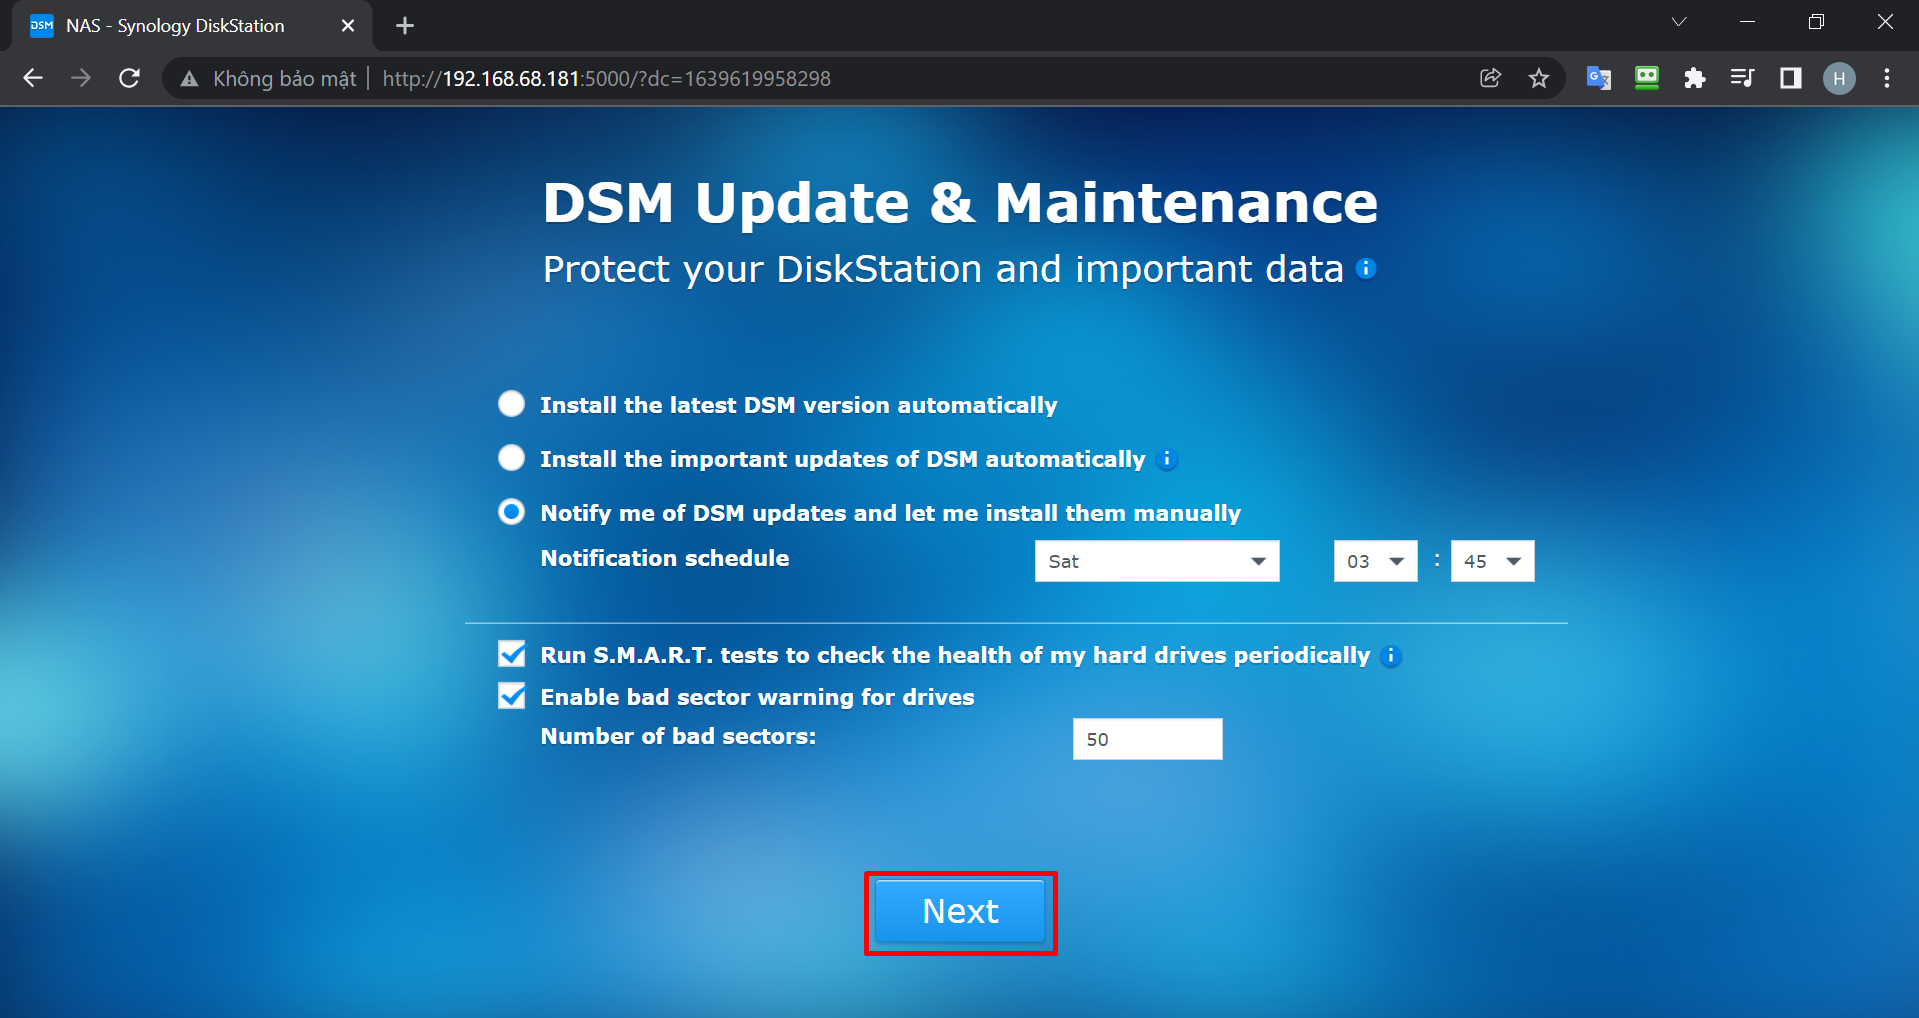 DSM NAS - Synology DiskStation
Không bảo mật http://192.168.68.181:5000/?dc=1639619958298 H
DSM Update & Maintenance
Protect your DiskStation and important data
Install the latest DSM version automatically
Install the important updates of DSM automatically
Notify me of DSM updates and let me install them manually
Notification schedule Sat 03 : 45
Run S.M.A.R.T. tests to check the health of my hard drives periodically
Enable bad sector warning for drives
Number of bad sectors: 50
Next